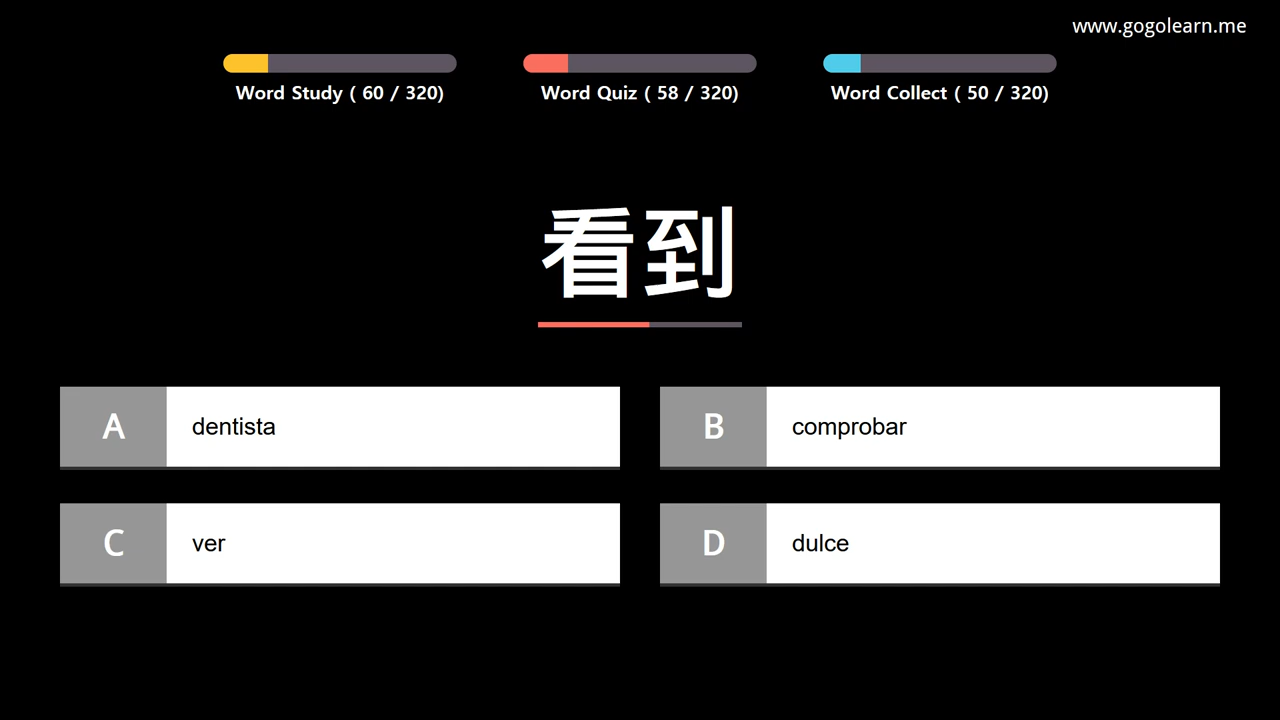 www.gogolearn.me
Word Study ( 60 / 320)
Word Quiz ( 58 / 320)
Word Collect ( 50 / 320)
看到
A dentista
B comprobar
C ver
D dulce